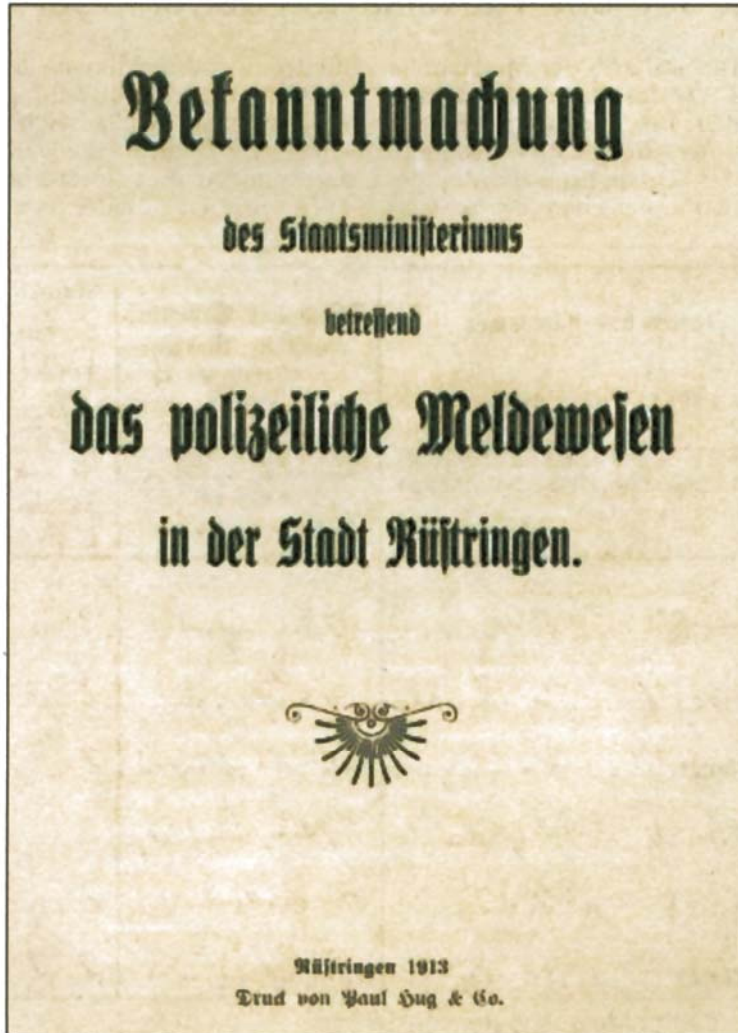 Bekanntmachung
des Staatsministeriums
betreffend
das polizeiliche Meldewesen
in der Stadt Rüstringen.
Rüstringen 1913
Druck von Paul Hug & Co.